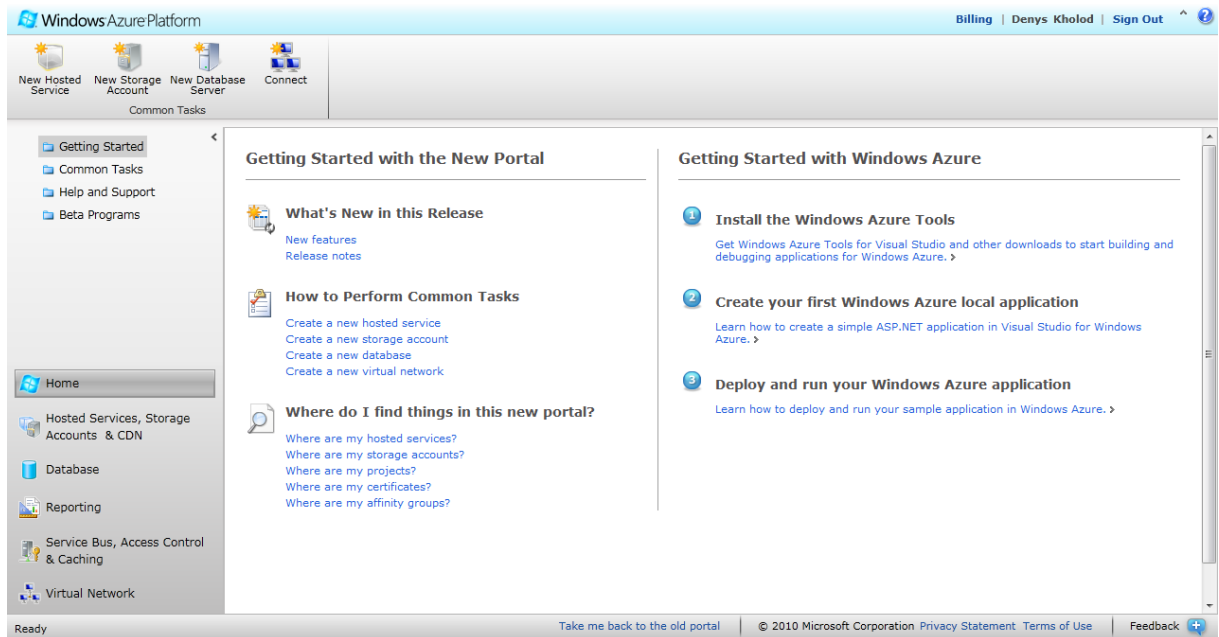 Windows Azure Platform
Billing | Denys Kholod | Sign Out
New Hosted Service
New Storage Account
New Database Server
Connect
Common Tasks
Getting Started
Common Tasks
Help and Support
Beta Programs
Home
Hosted Services, Storage
Accounts & CDN
Database
Reporting
Service Bus, Access Control
& Caching
Virtual Network
Getting Started with the New Portal
What's New in this Release
New features
Release notes
How to Perform Common Tasks
Create a new hosted service
Create a new storage account
Create a new database
Create a new virtual network
Where do I find things in this new portal?
Where are my hosted services?
Where are my storage accounts?
Where are my projects?
Where are my certificates?
Where are my affinity groups?
Getting Started with Windows Azure
1 Install the Windows Azure Tools
Get Windows Azure Tools for Visual Studio and other downloads to start building and
debugging applications for Windows Azure. >
2 Create your first Windows Azure local application
Learn how to create a simple ASP.NET application in Visual Studio for Windows
Azure. >
3 Deploy and run your Windows Azure application
Learn how to deploy and run your sample application in Windows Azure. >
Ready
Take me back to the old portal
© 2010 Microsoft Corporation Privacy Statement Terms of Use
Feedback